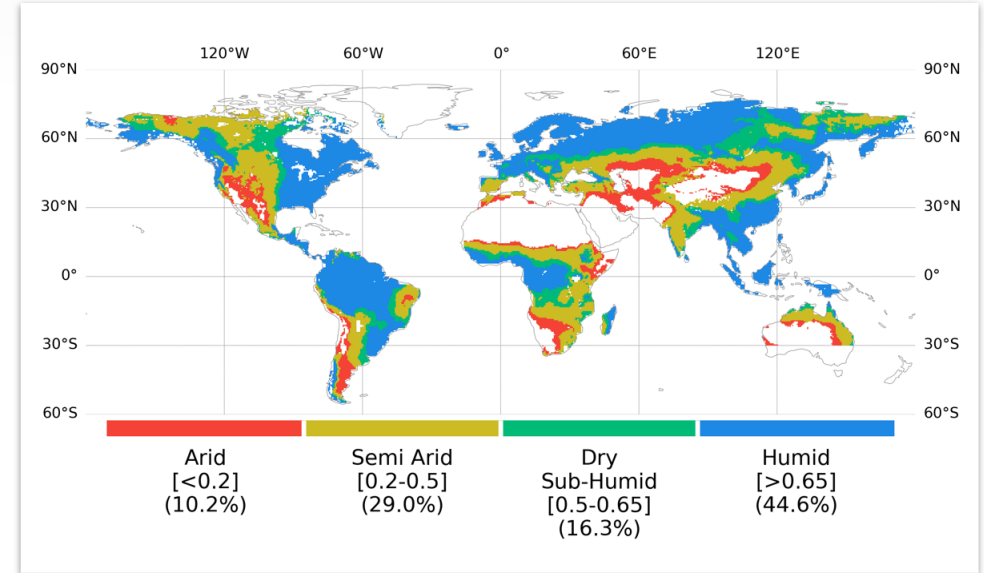 120°W 60°W 0° 60°E 120°E
90°N 90°N
60°N 60°N
30°N 30°N
0° 0°
30°S 30°S
60°S 60°S
Arid
[<0.2]
(10.2%)
Semi Arid
[0.2-0.5]
(29.0%)
Dry
Sub-Humid
[0.5-0.65]
(16.3%)
Humid
[>0.65]
(44.6%)